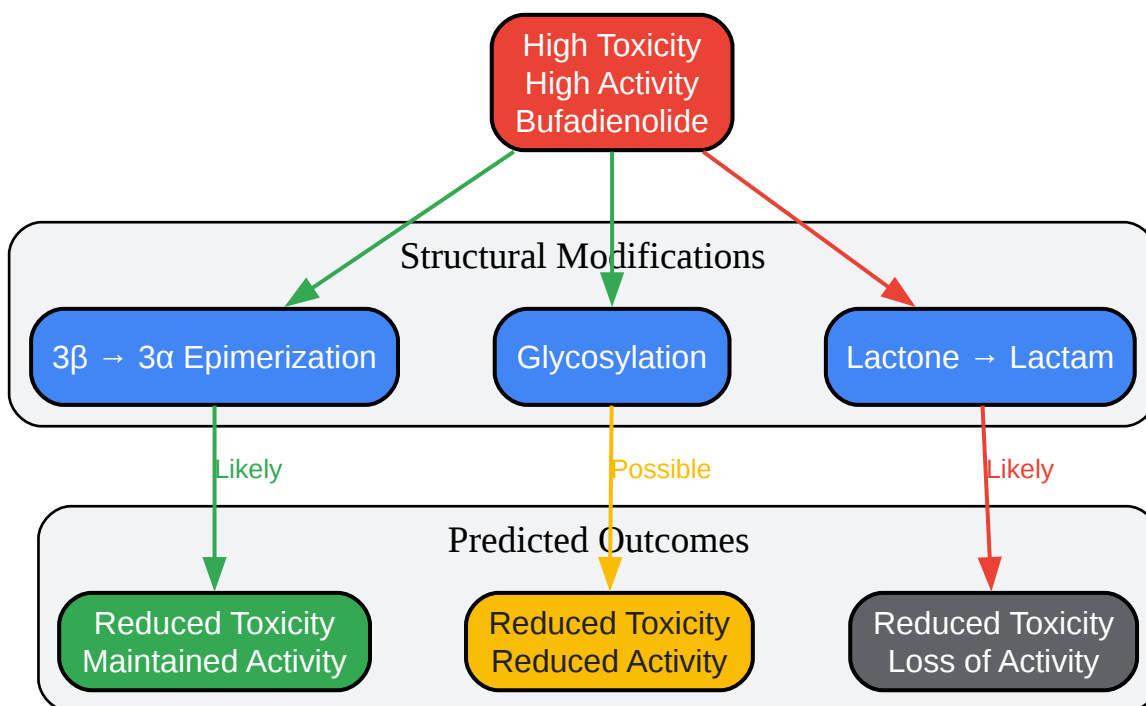 High Toxicity
High Activity
Bufadienolide
Structural Modifications
3β → 3α Epimerization
Glycosylation
Lactone → Lactam
Likely
Possible
Likely
Predicted Outcomes
Reduced Toxicity
Maintained Activity
Reduced Toxicity
Reduced Activity
Reduced Toxicity
Loss of Activity